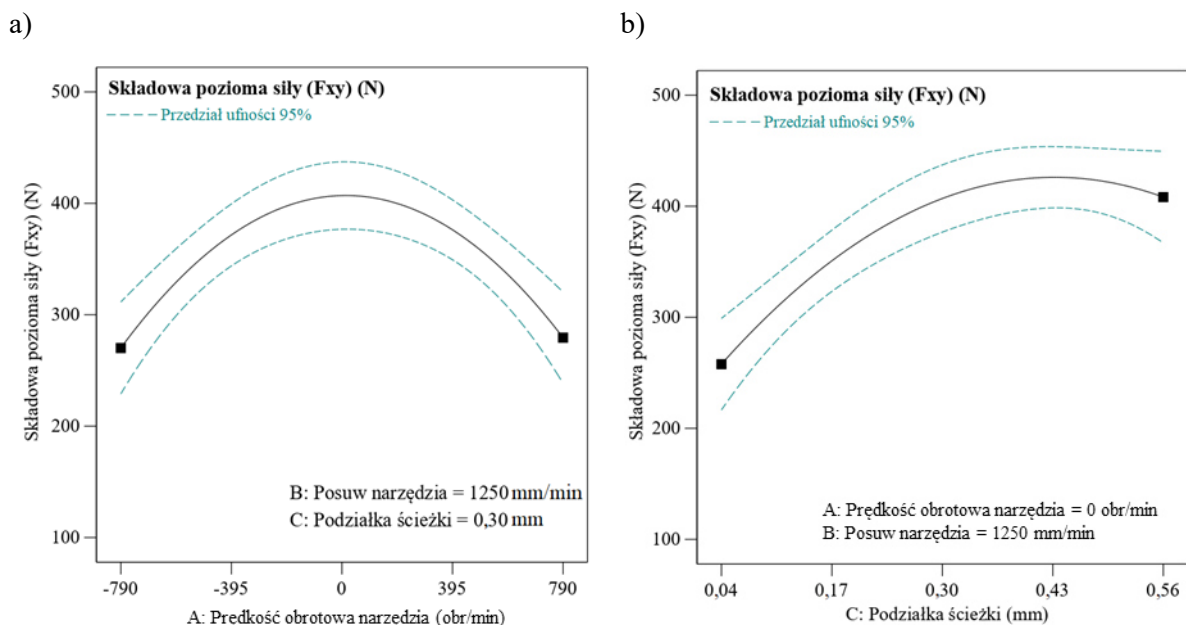 a)
Składowa pozioma siły (Fxy) (N)
Przedział ufności 95%
Składowa pozioma siły (Fxy) (N)
500
400
300
200
100
B: Posuw narzędzia = 1250 mm/min
C: Podziałka ścieżki = 0,30 mm
-790
-395
0
395
790
A: Prędkość obrotowa narzędzia (obr/min)
b)
Składowa pozioma siły (Fxy) (N)
Przedział ufności 95%
Składowa pozioma siły (Fxy) (N)
500
400
300
200
100
A: Prędkość obrotowa narzędzia = 0 obr/min
B: Posuw narzędzia = 1250 mm/min
0,04
0,17
0,30
0,43
0,56
C: Podziałka ścieżki (mm)